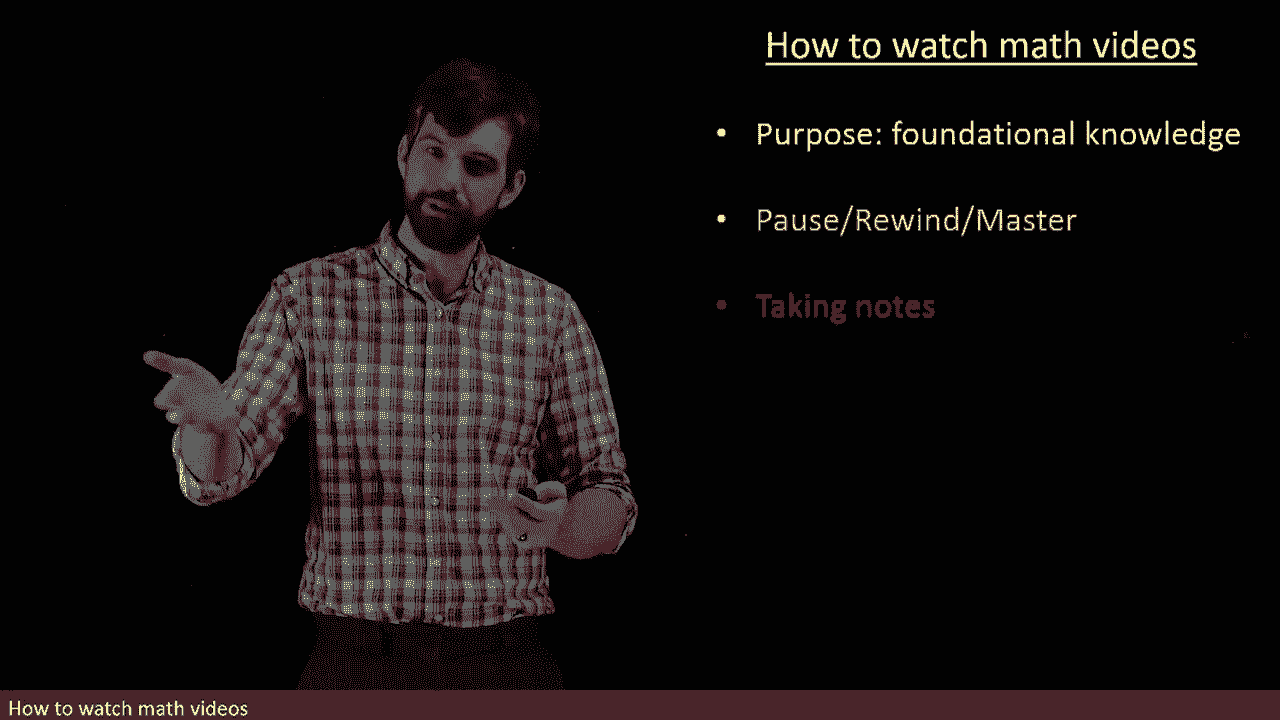 How to watch math videos
• Purpose: foundational knowledge
• Pause/Rewind/Master
• Taking notes
How to watch math videos